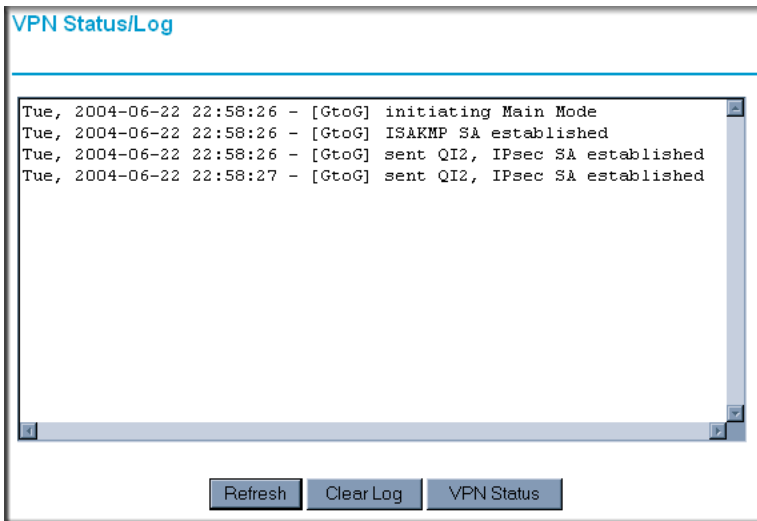 VPN Status/Log
Tue, 2004-06-22 22:58:26 - [GtoG] initiating Main Mode
Tue, 2004-06-22 22:58:26 - [GtoG] ISAKMP SA established
Tue, 2004-06-22 22:58:26 - [GtoG] sent QI2, IPsec SA established
Tue, 2004-06-22 22:58:27 - [GtoG] sent QI2, IPsec SA established
Refresh Clear Log VPN Status